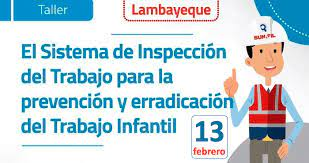 Taller
Lambayeque
El Sistema de Inspección
del Trabajo para la
prevención y erradicación
del Trabajo Infantil
13
febrero